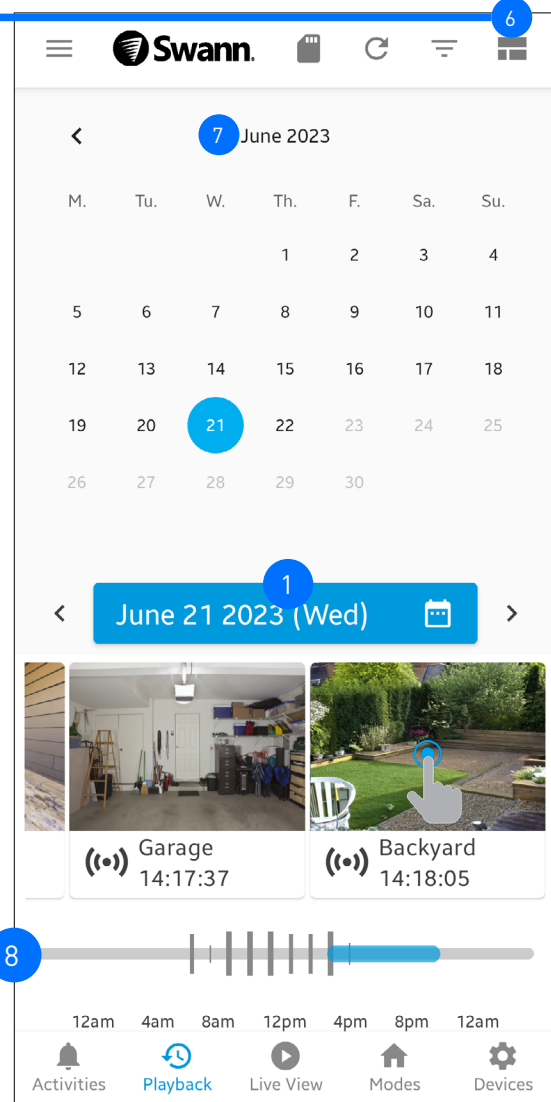 6
Swann.
7 June 2023
M. Tu. W. Th. F. Sa. Su.
1 2 3 4
5 6 7 8 9 10 11
12 13 14 15 16 17 18
19 20 21 22 23 24 25
26 27 28 29 30
1
June 21 2023 (Wed)
Garage Backyard
14:17:37 14:18:05
8
12am 4am 8am 12pm 4pm 8pm 12am
Activities Playback Live View Modes Devices